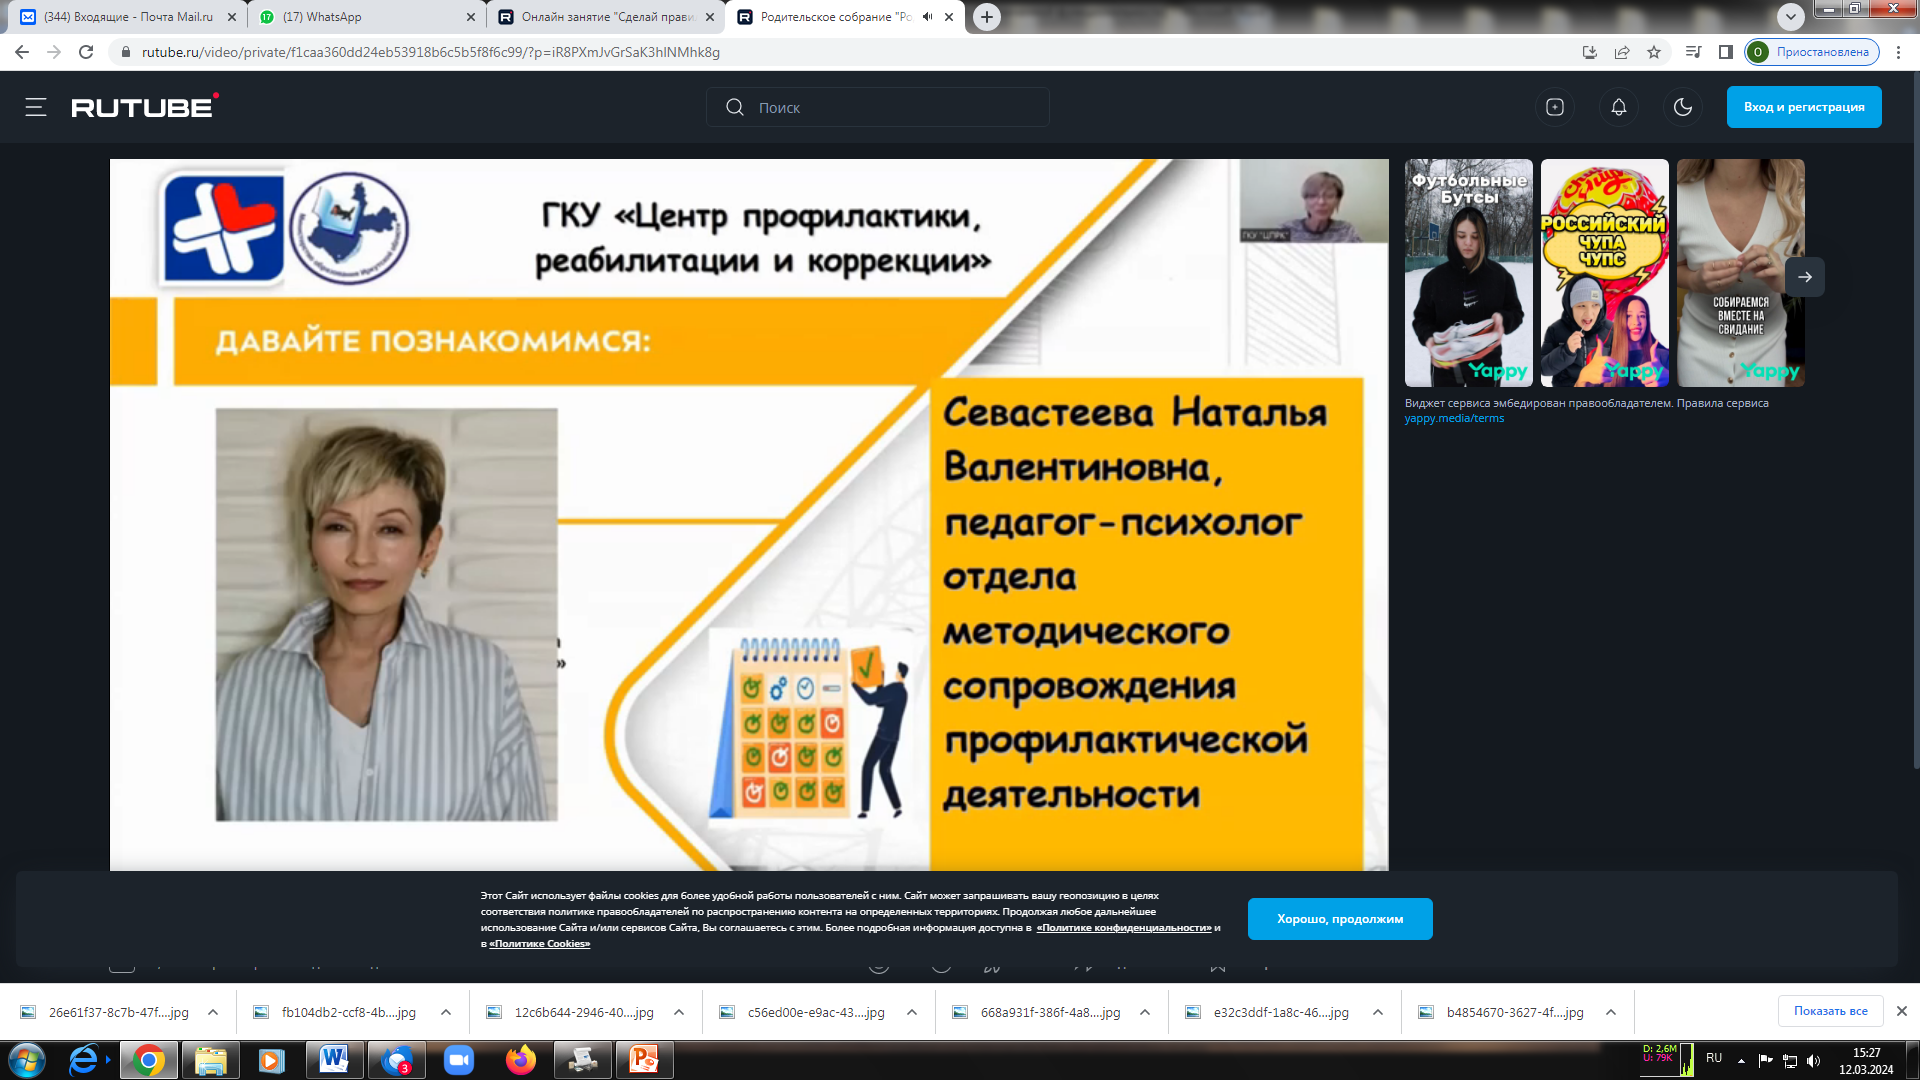 (344) Входящие - Почта Mail.ru
(17) WhatsApp
Онлайн занятие "Сделай прави
Родительское собрание "Ро
rutube.ru/video/private/f1caa360dd24eb53918b6c5b5f8f6c99/?p=iR8PXmJvGrSaK3hlNMhk8g
О Приостановлена
RUTUBE
Поиск
Вход и регистрация
ГКУ «Центр профилактики,
реабилитации и коррекции»
ГКУ "ЦПРК"
ДАВАЙТЕ ПОЗНАКОМИМСЯ:
Севастеева Наталья
Валентиновна,
педагог-психолог
отдела
методического
сопровождения
профилактической
деятельности
Футбольные
Бутсы
Yappy
РОССИЙСКИЙ
ЧУПА
ЧУПС
Yappy
СОБИРАЕМСЯ
ВМЕСТЕ НА
СВИДАНИЕ
Yappy
Виджет сервиса эмбедирован правообладателем. Правила сервиса
yappy.media/terms
Этот Сайт использует файлы cookies для более удобной работы пользователей с ним. Сайт может запрашивать вашу геопозицию в целях
соответствия политике правообладателей по распространению контента на определенных территориях. Продолжая любое дальнейшее
использование Сайта и/или сервисов Сайта, Вы соглашаетесь с этим. Более подробная информация доступна в «Политике конфиденциальности» и
в «Политике Cookies»
Хорошо, продолжим
26e61f37-8c7b-47f....jpg
fb104db2-ccf8-4b....jpg
12c6b644-2946-40....jpg
c56ed00e-e9ac-43....jpg
668a931f-386f-4a8....jpg
e32c3ddf-1a8c-46....jpg
b4854670-3627-4f....jpg
Показать все
3
D: 2,6M
U: 79K
RU
15:27
12.03.2024